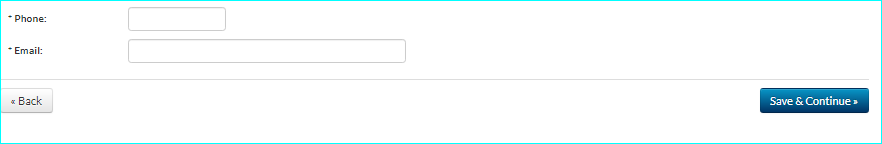 * Phone:
* Email:
« Back
Save & Continue »